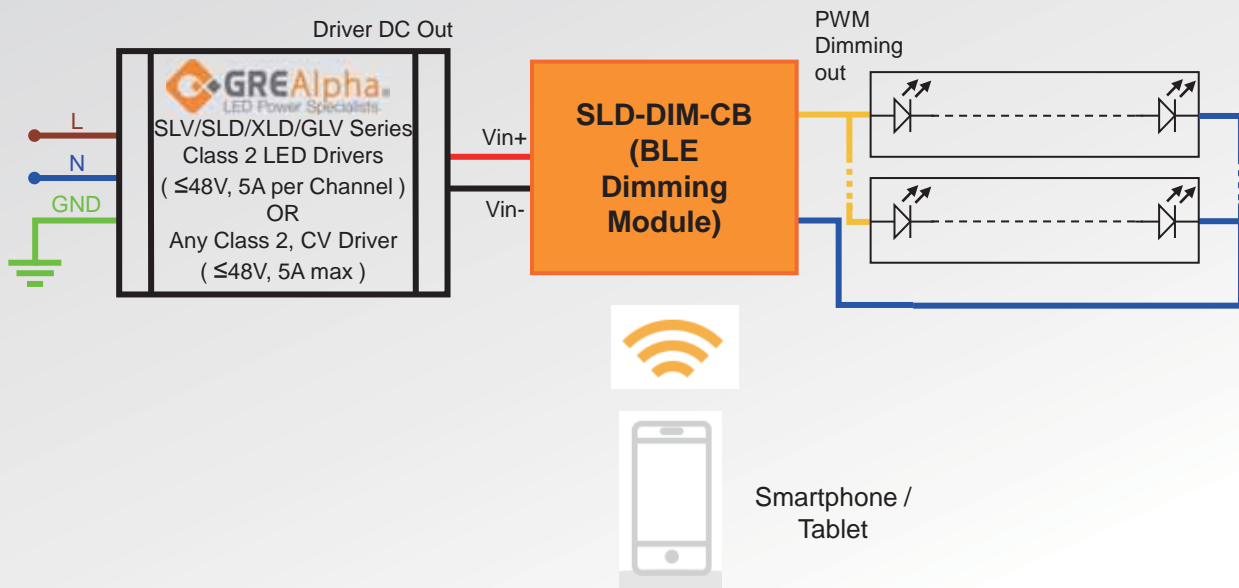 Driver DC Out
PWM
Dimming
out
GREAlpha®
LED Power Specialists
SLV/SLD/XLD/GLV Series
Class 2 LED Drivers
( ≤48V, 5A per Channel )
OR
Any Class 2, CV Driver
( ≤48V, 5A max )
L
N
GND
Vin+
Vin-
SLD-DIM-CB
(BLE
Dimming
Module)
Smartphone /
Tablet